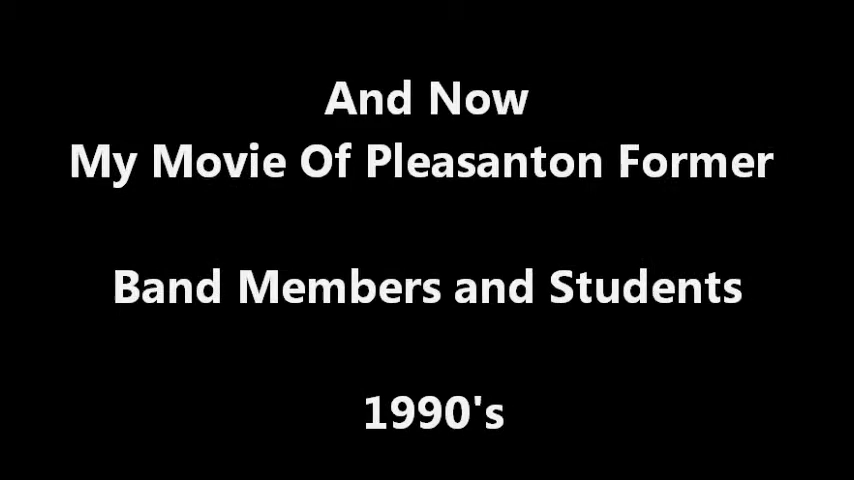 And Now
My Movie Of Pleasanton Former
Band Members and Students
1990's